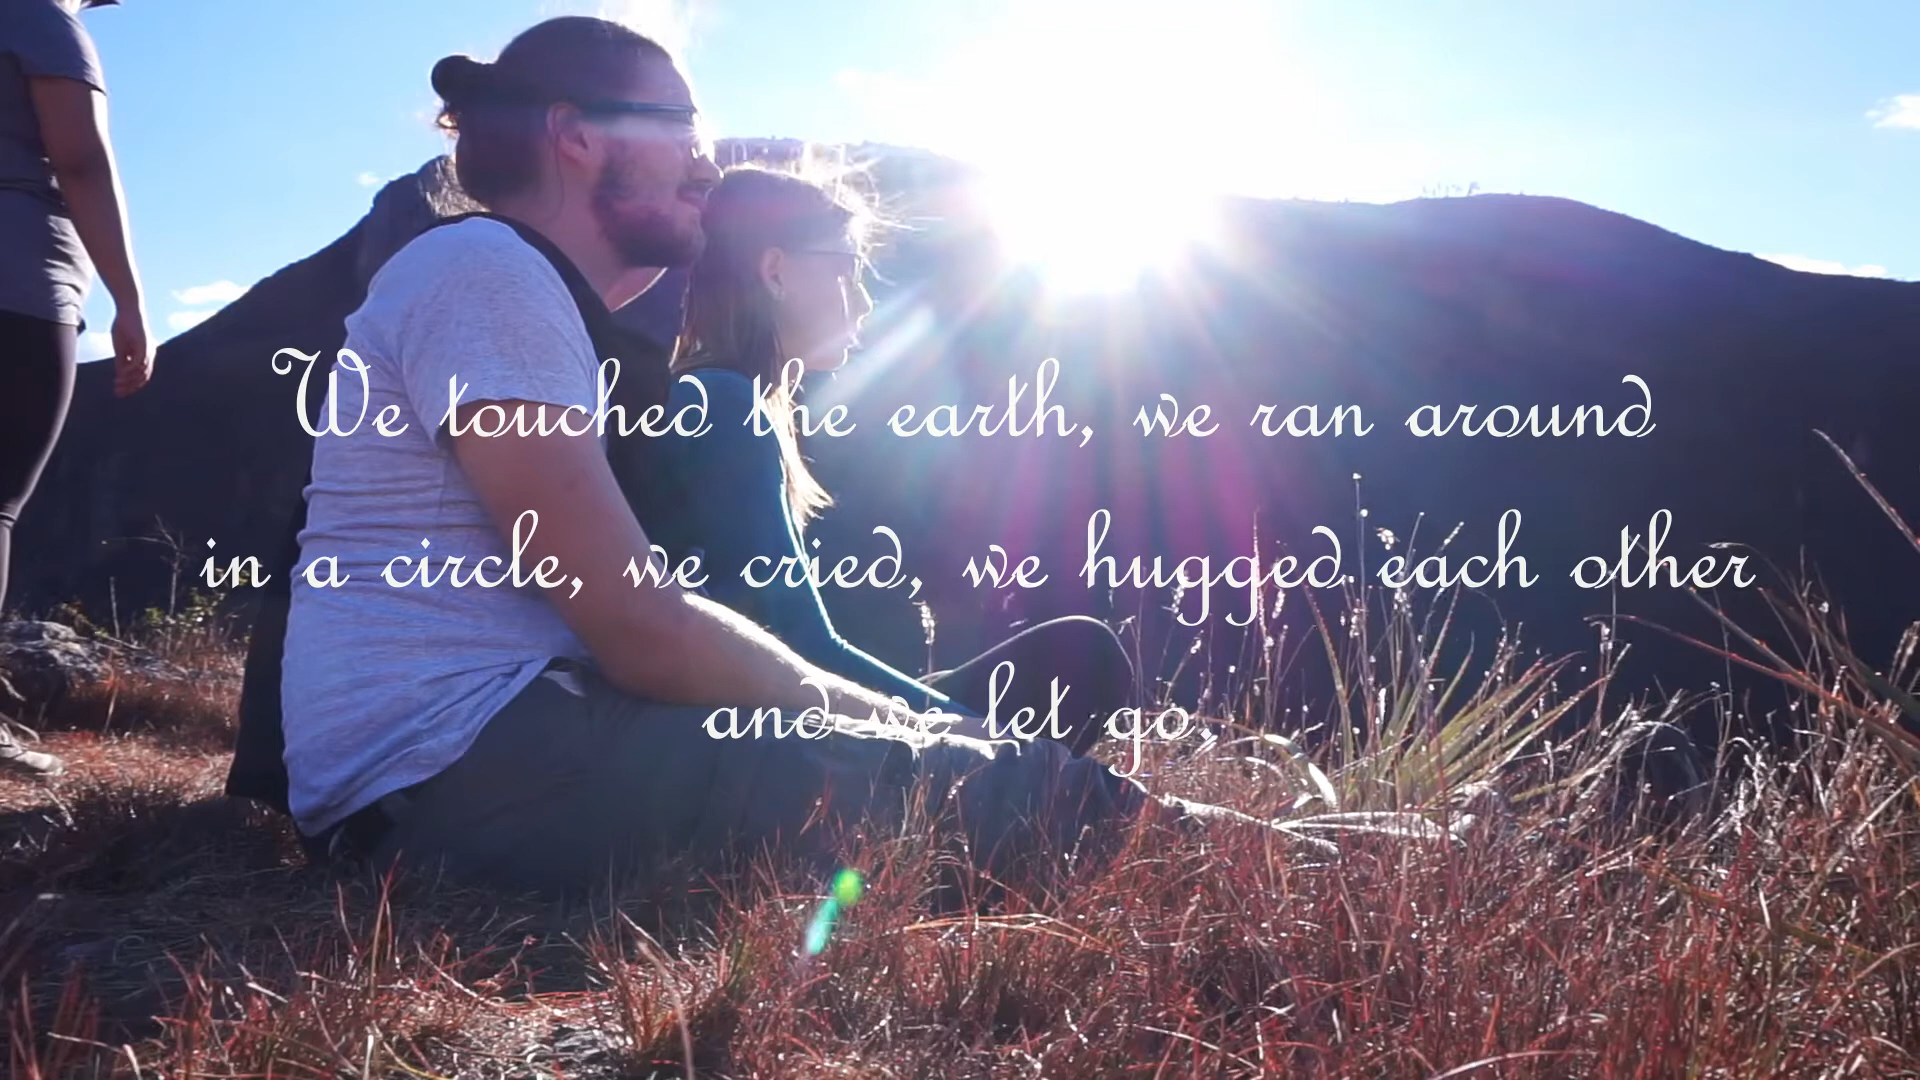 We touched the earth, we ran around
in a circle, we cried, we hugged each other
and we let go.